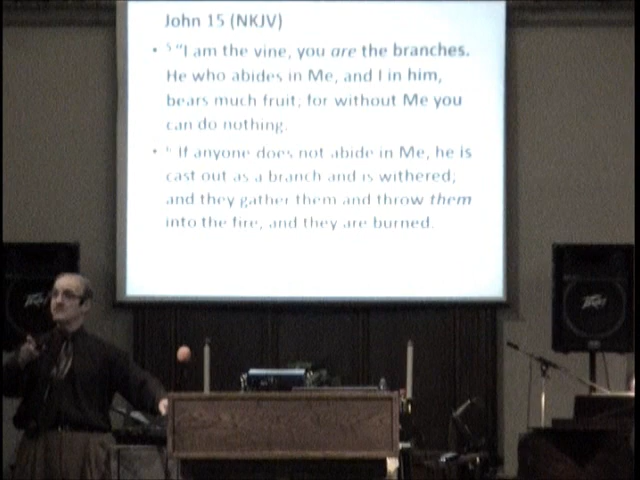 John 15 (NKJV)
• 5 "I am the vine, you are the branches.
He who abides in Me, and I in him,
bears much fruit; for without Me you
can do nothing.
• 6 If anyone does not abide in Me, he is
cast out as a branch and is withered;
and they gather them and throw them
into the fire, and they are burned.
PEAVEY
PEAVEY